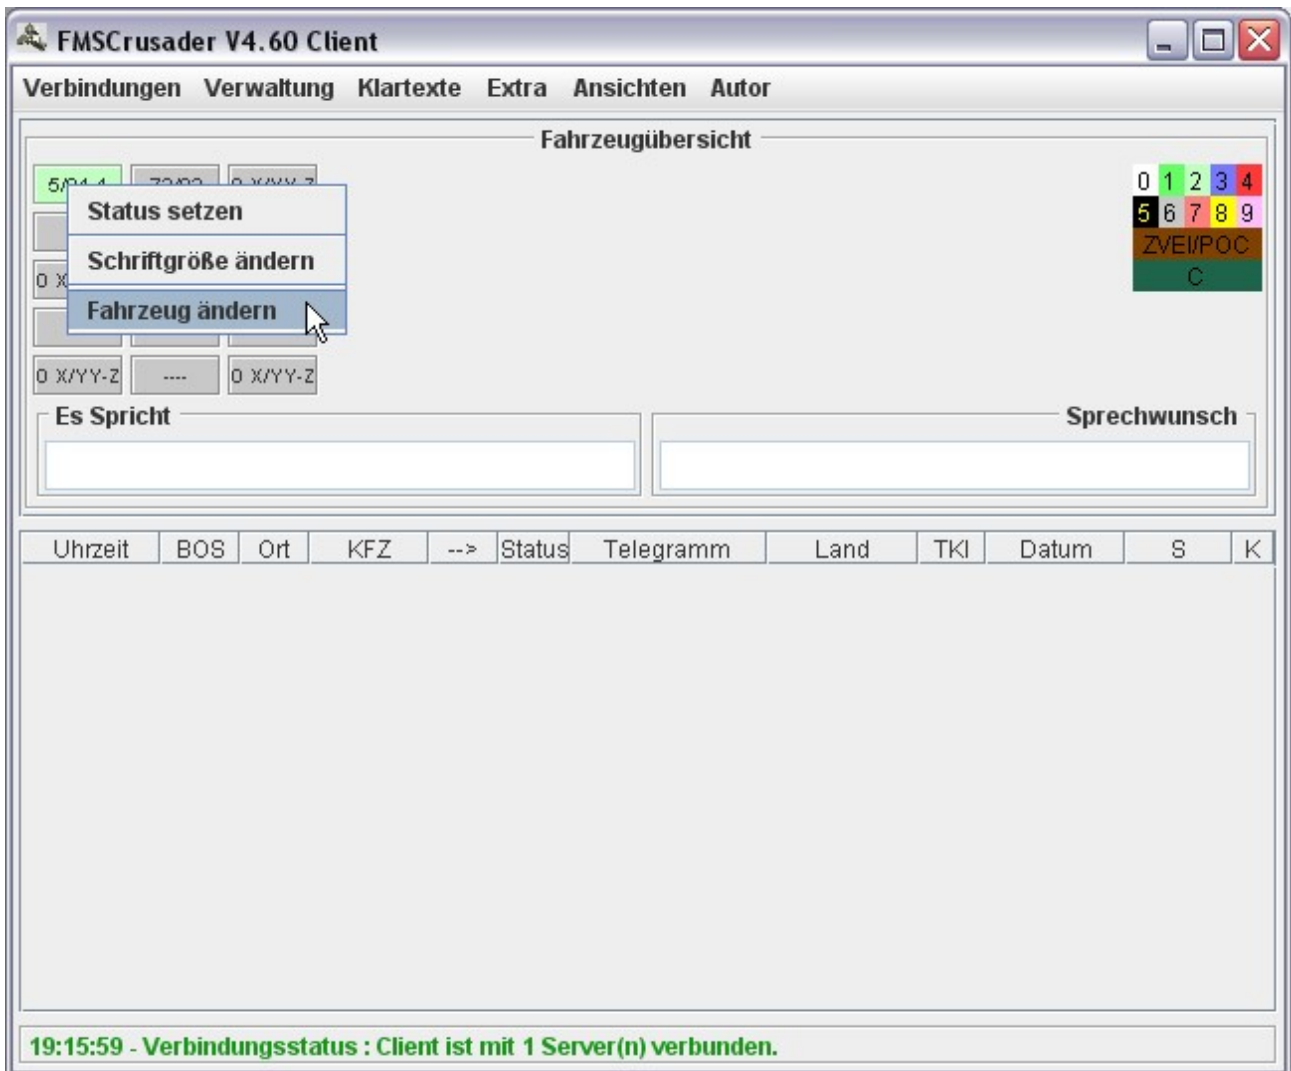 FMSCrusader V4.60 Client
Verbindungen Verwaltung Klartexte Extra Ansichten Autor
Fahrzeugübersicht
0 1 2 3 4
Status setzen
5 6 7 8 9
ZVEI/POC
Schriftgröße ändern
C
Fahrzeug ändern
0 X/YY-Z ---- 0 X/YY-Z
Es Spricht Sprechwunsch
Uhrzeit BOS Ort KFZ --> Status Telegramm Land TKI Datum S K
19:15:59 - Verbindungsstatus : Client ist mit 1 Server(n) verbunden.